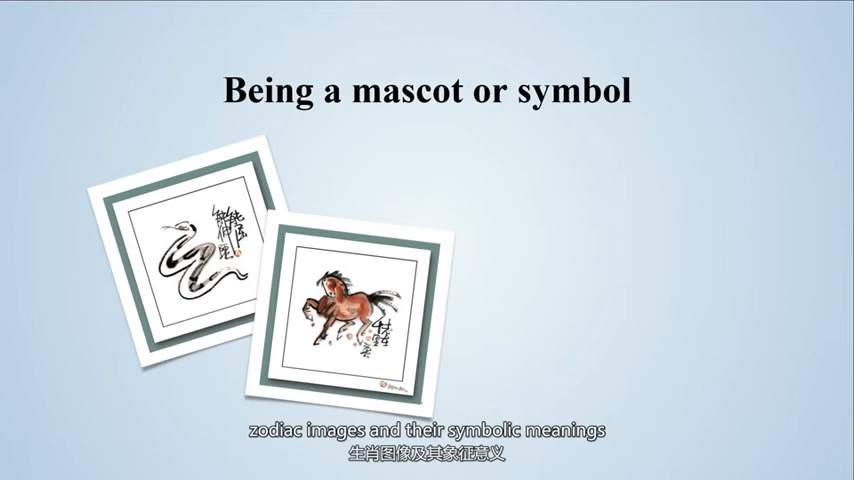 Being a mascot or symbol
zodiac images and their symbolic meanings
生肖图像及其象征意义